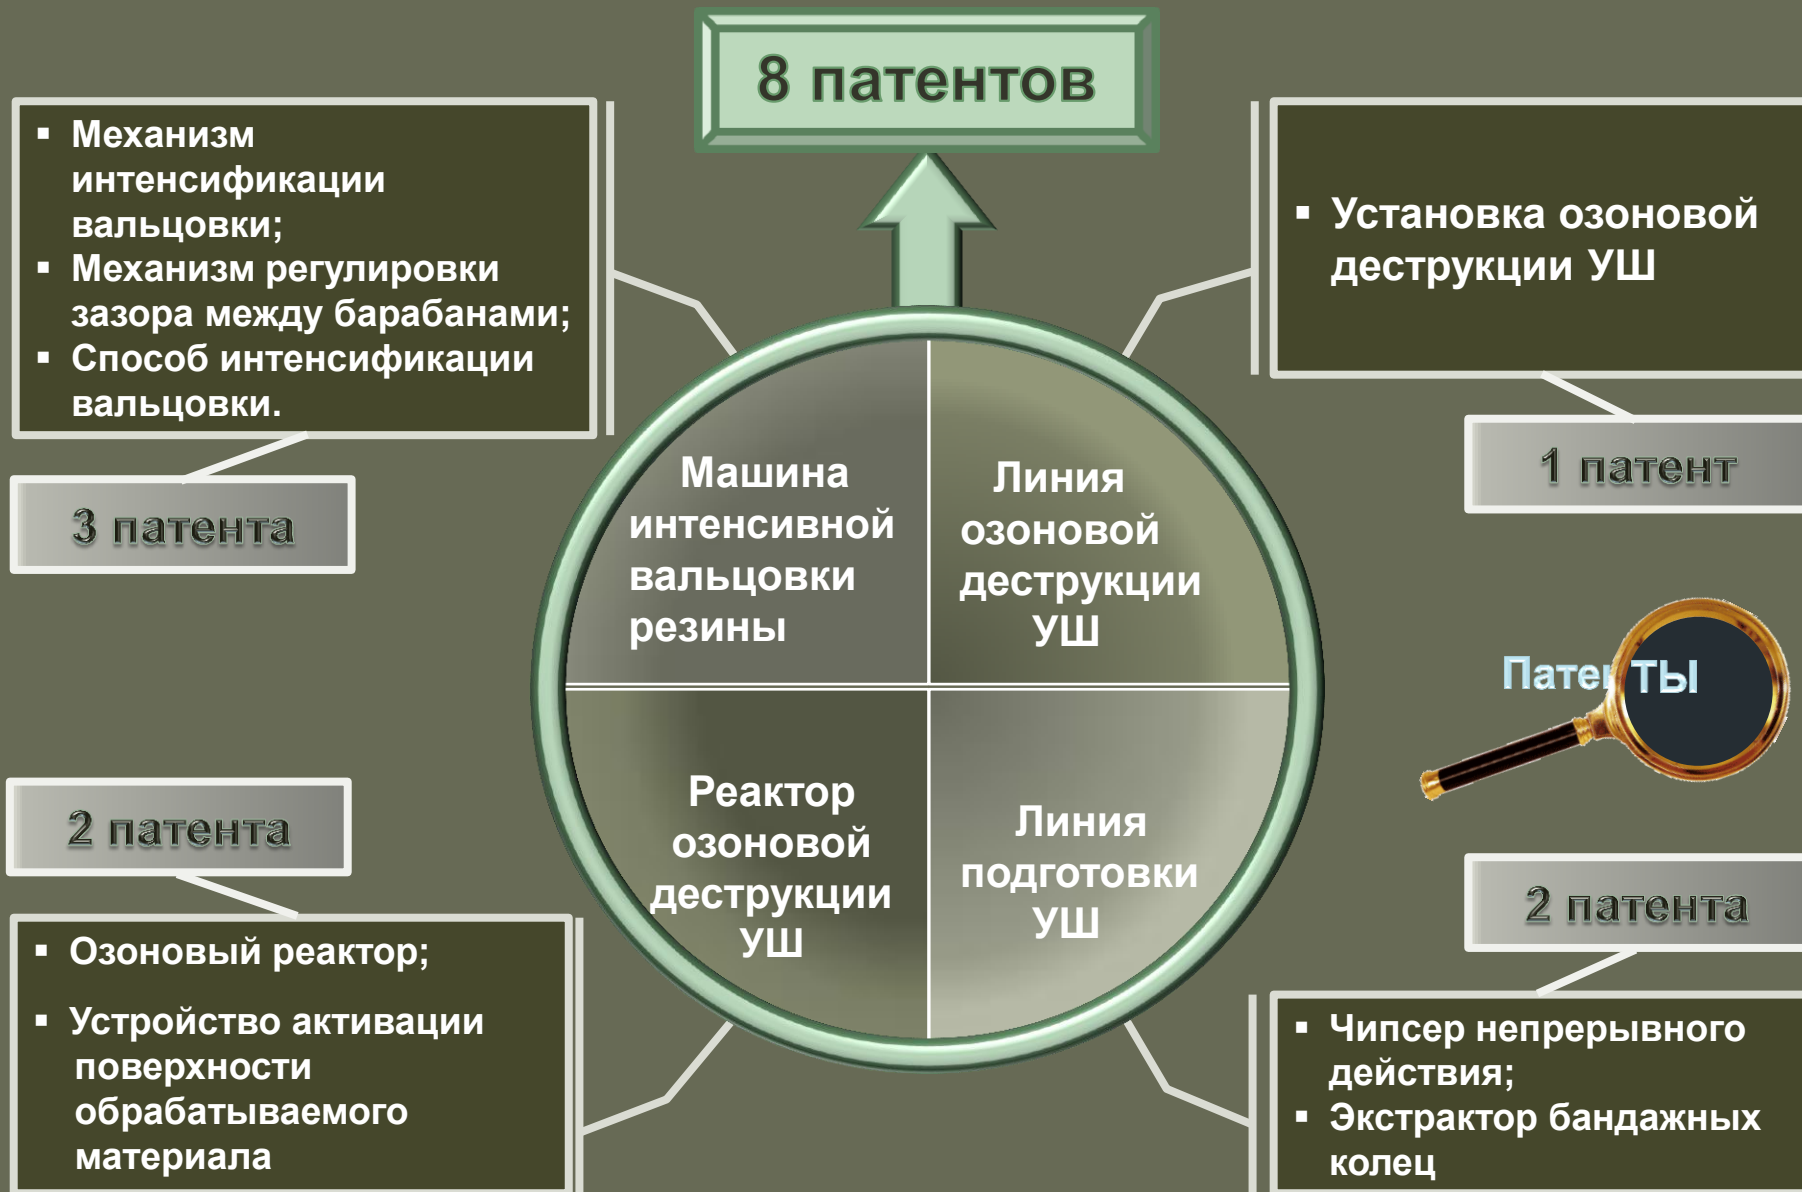 8 патентов
▪ Механизм
интенсификации
вальцовки;
▪ Механизм регулировки
зазора между барабанами;
▪ Способ интенсификации
вальцовки.
3 патента
▪ Установка озоновой
деструкции УШ
1 патент
Машина
интенсивной
вальцовки
резины
Линия
озоновой
деструкции
УШ
Реактор
озоновой
деструкции
УШ
Линия
подготовки
УШ
Патенты
2 патента
▪ Озоновый реактор;
▪ Устройство активации
поверхности
обрабатываемого
материала
2 патента
▪ Чипсер непрерывного
действия;
▪ Экстрактор бандажных
колец